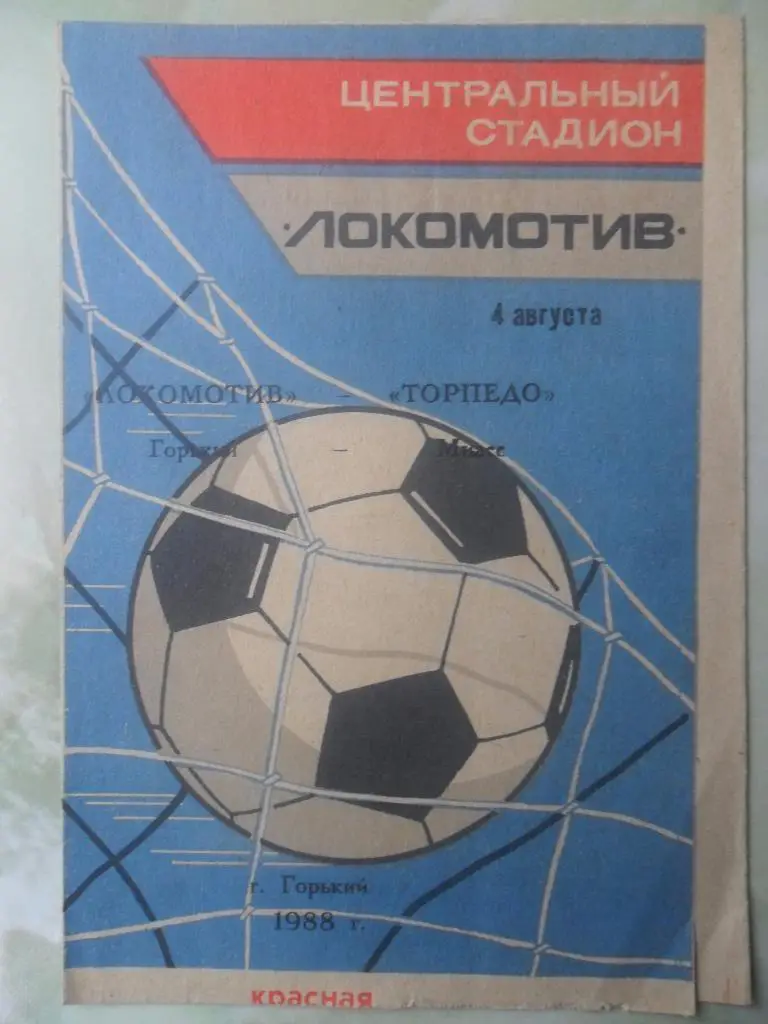 ЦЕНТРАЛЬНЫЙ
СТАДИОН
·ЛОКОМОТИВ·
4 августа
«ЛОКОМОТИВ» — «ТОРПЕДО»
Горький — Миасс
г. Горький
1988 г.
красная